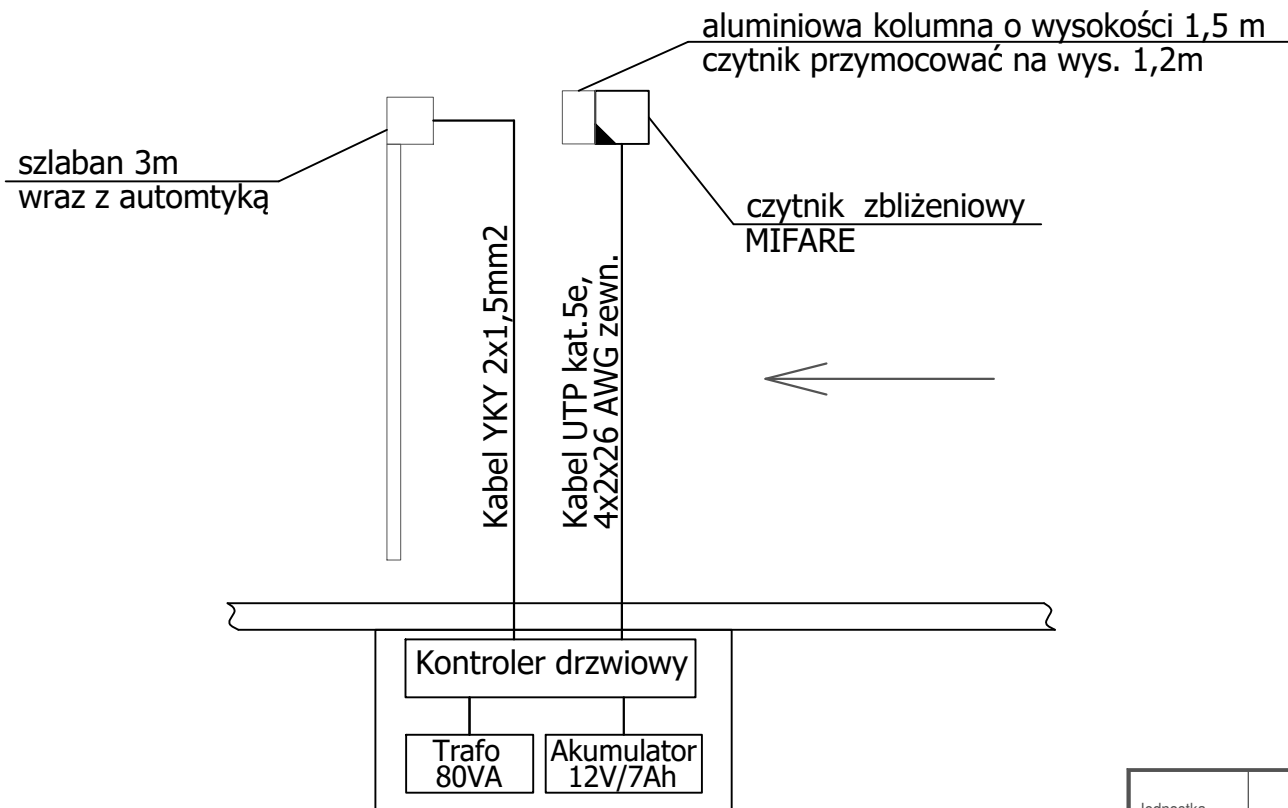 aluminiowa kolumna o wysokości 1,5 m
czytnik przymocować na wys. 1,2m
szlaban 3m
wraz z automtyką
czytnik zbliżeniowy
MIFARE
Kabel YKY 2x1,5mm2
Kabel UTP kat.5e,
4x2x26 AWG zewn.
Kontroler drzwiowy
Trafo
80VA
Akumulator
12V/7Ah